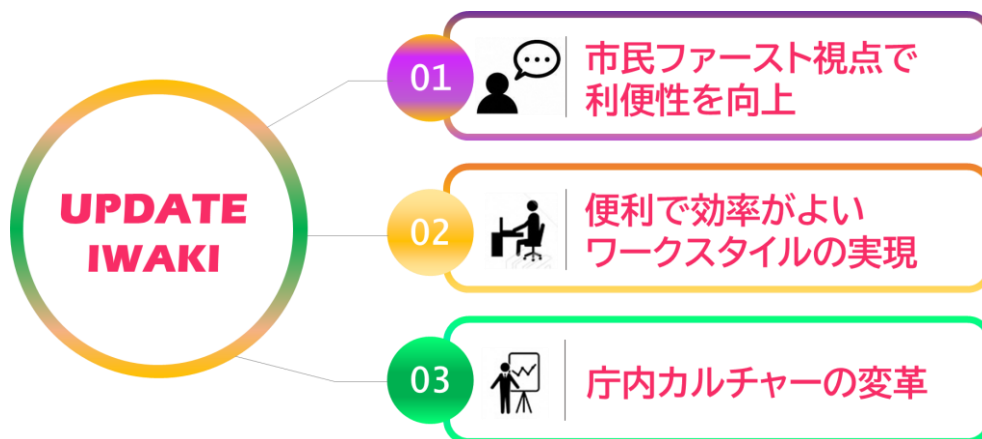 UPDATE
IWAKI
01
市民ファースト視点で
利便性を向上
02
便利で効率がよい
ワークスタイルの実現
03
庁内カルチャーの変革